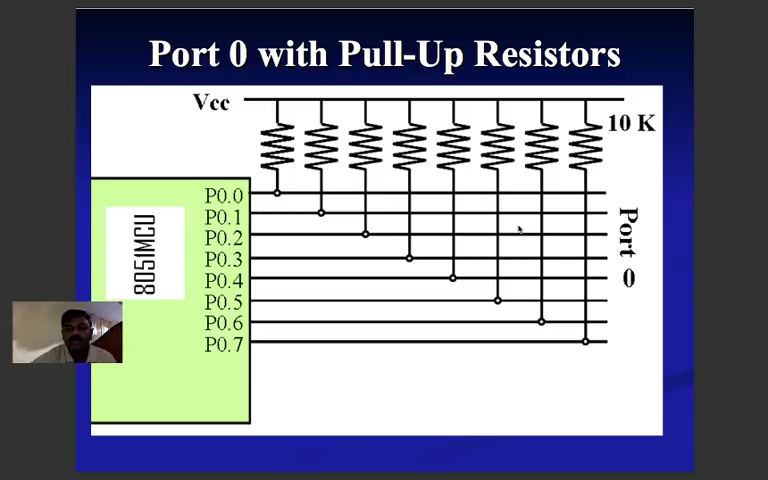 Port 0 with Pull-Up Resistors
Vcc
10 K
P0.0
P0.1
P0.2
P0.3
P0.4
P0.5
P0.6
P0.7
8051MCU
Port 0